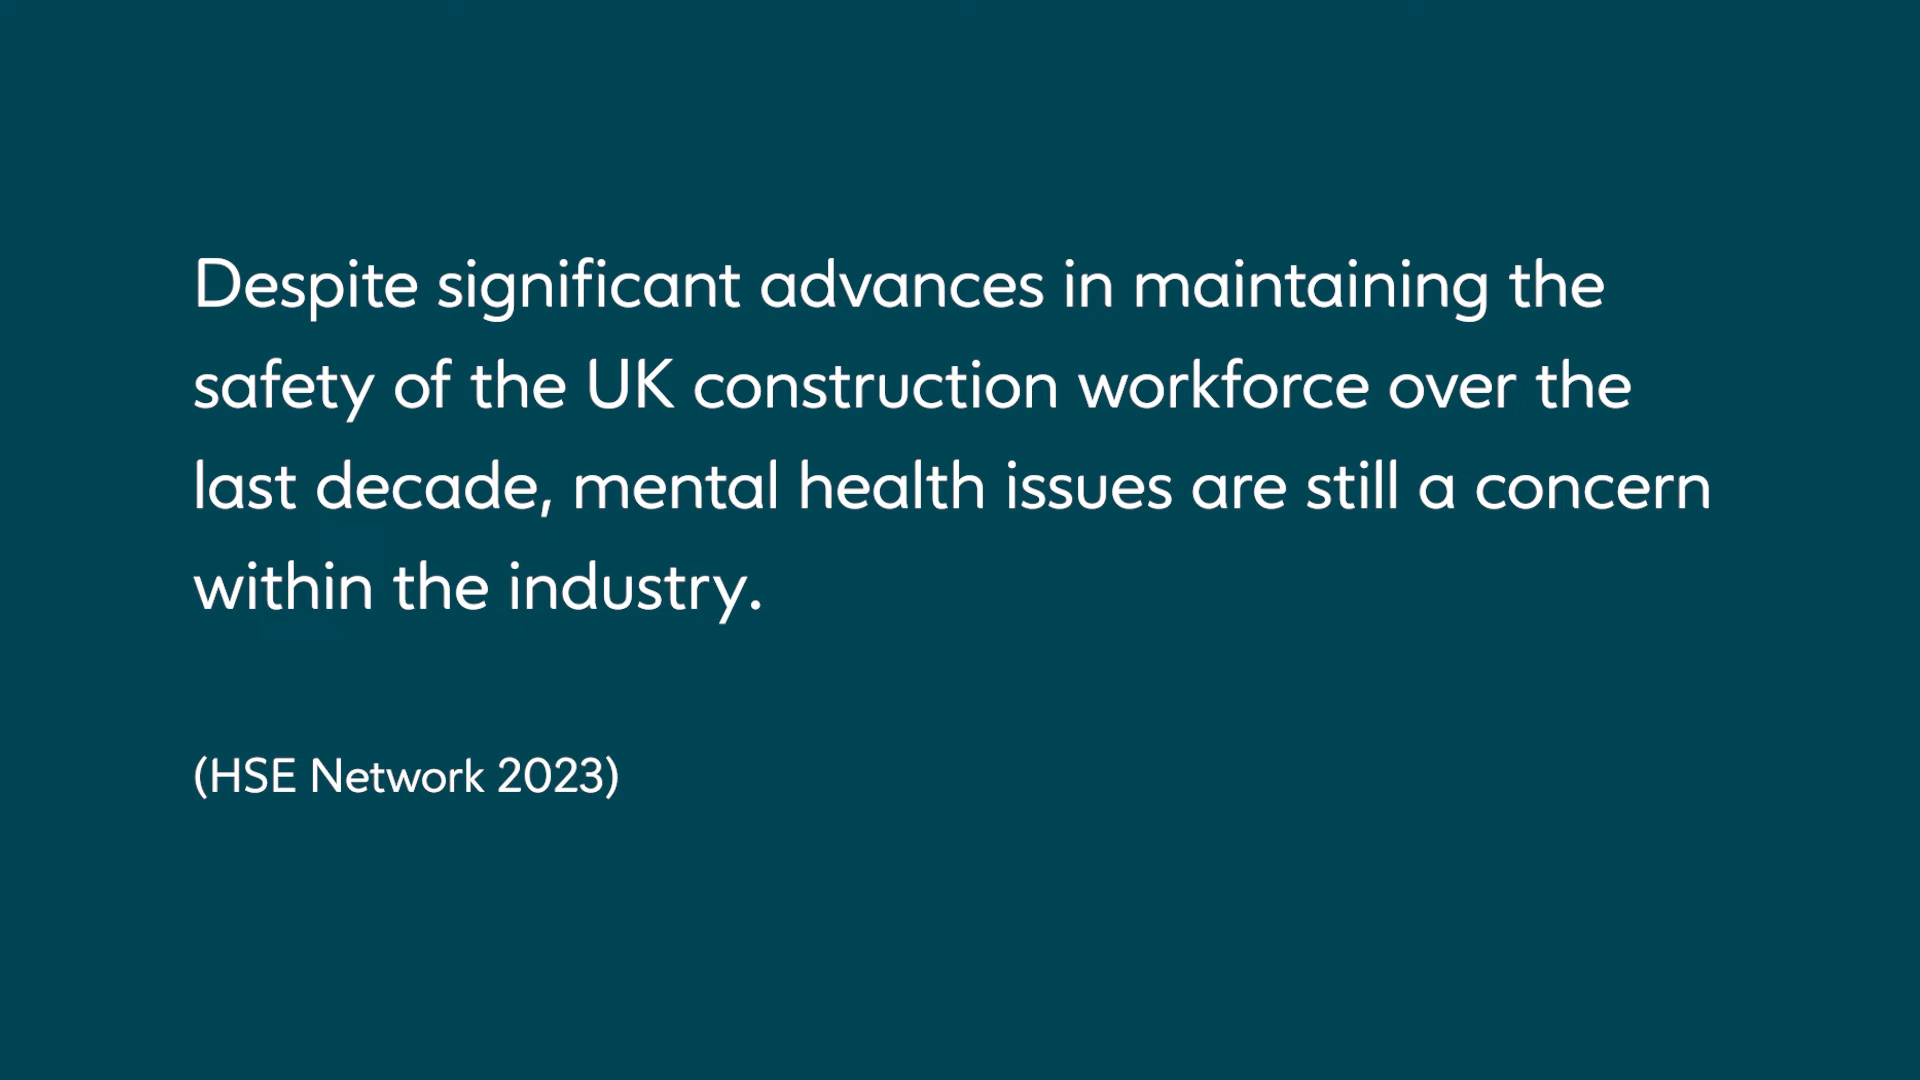 Despite significant advances in maintaining the
safety of the UK construction workforce over the
last decade, mental health issues are still a concern
within the industry.
(HSE Network 2023)